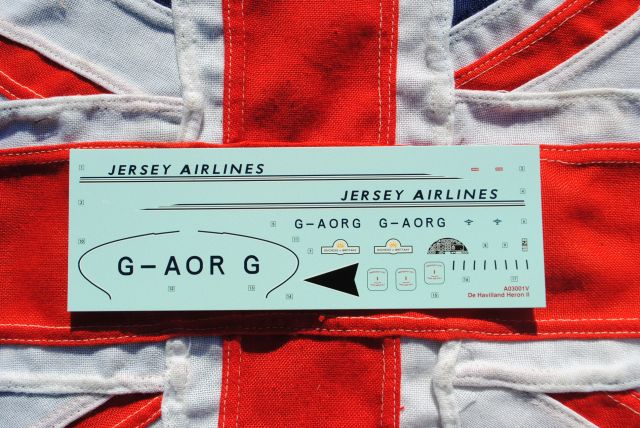 JERSEY AIRLINES
JERSEY AIRLINES
G-AORG G-AORG
G-AOR G
A03001V
De Havilland Heron II